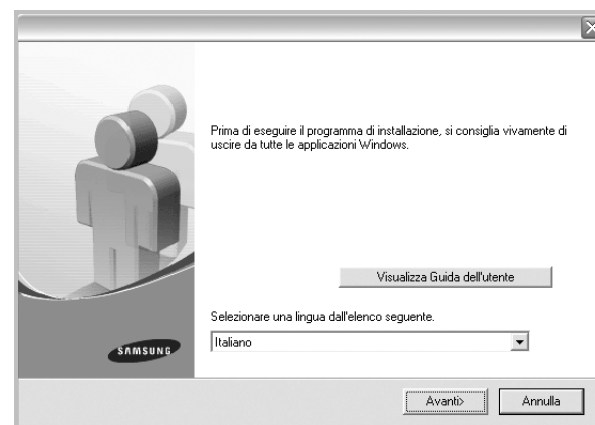 Prima di eseguire il programma di installazione, si consiglia vivamente di
uscire da tutte le applicazioni Windows.
Visualizza Guida dell'utente
Selezionare una lingua dall'elenco seguente.
Italiano
SAMSUNG
Avanti>
Annulla